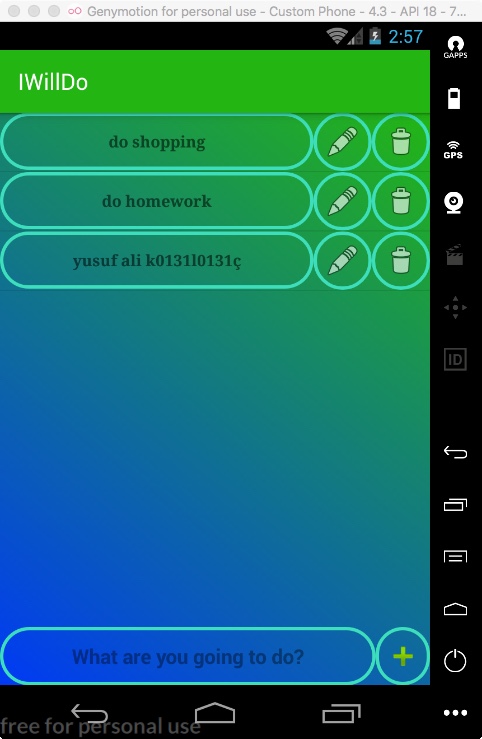 Genymotion for personal use - Custom Phone - 4.3 - API 18 - 7...
2:57
GAPPS
IWillDo
do shopping
GPS
do homework
yusuf ali k0131l0131ç
ID
What are you going to do?
free for personal use